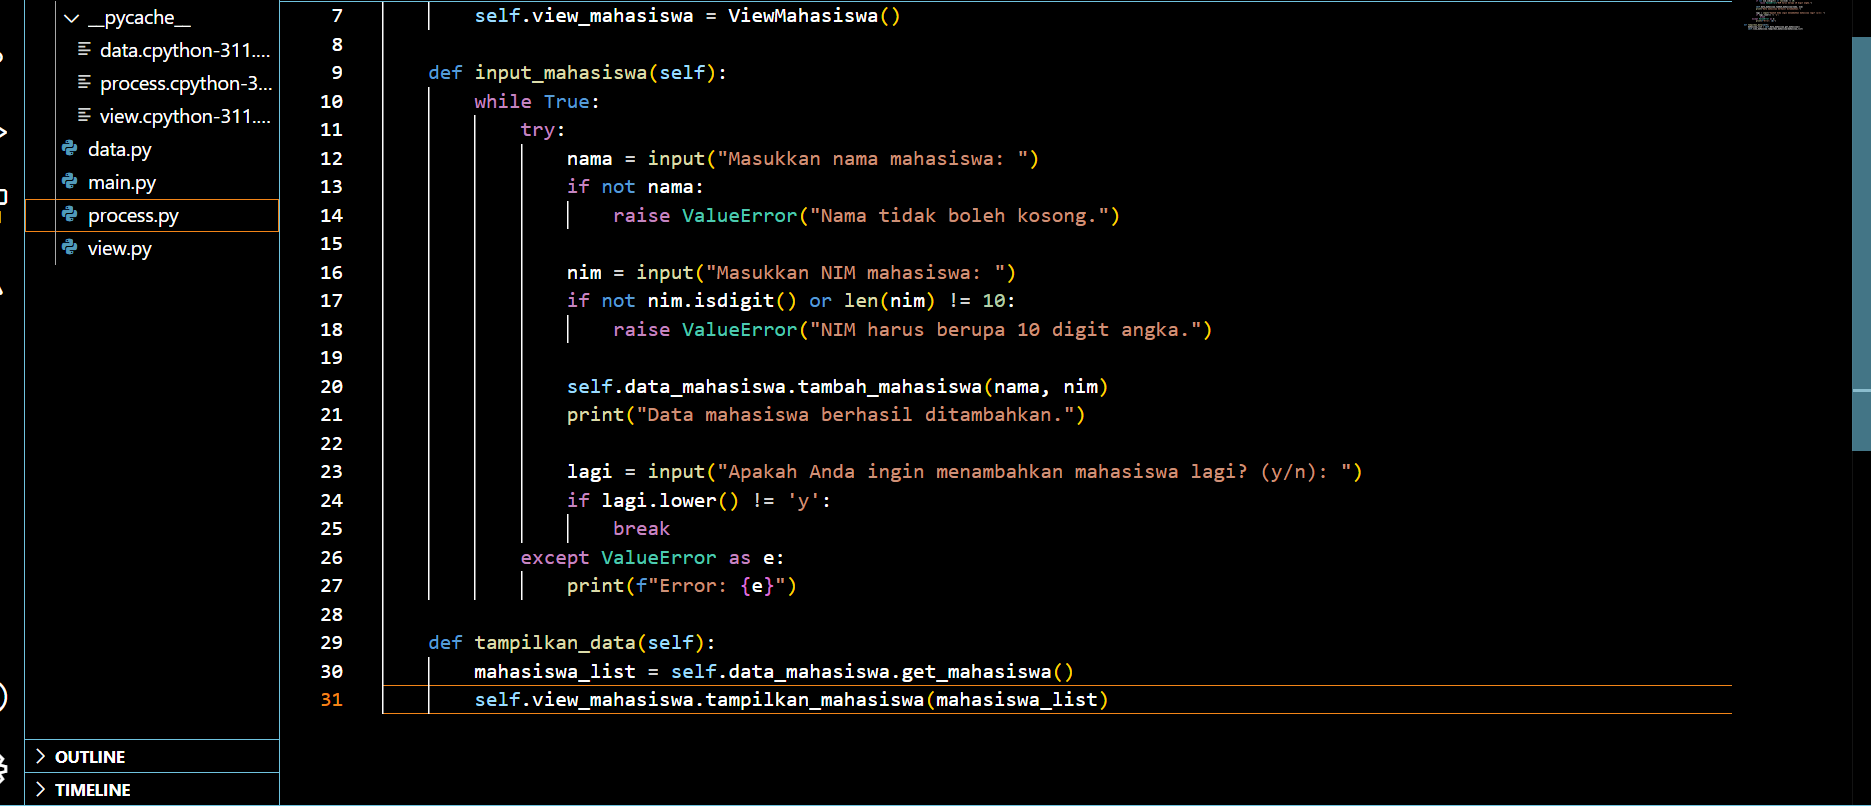 __pycache__
data.cpython-311....
process.cpython-3...
view.cpython-311....
data.py
main.py
process.py
view.py
OUTLINE
TIMELINE
7 self.view_mahasiswa = ViewMahasiswa()
8
9 def input_mahasiswa(self):
10 while True:
11 try:
12 nama = input("Masukkan nama mahasiswa: ")
13 if not nama:
14 raise ValueError("Nama tidak boleh kosong.")
15
16 nim = input("Masukkan NIM mahasiswa: ")
17 if not nim.isdigit() or len(nim) != 10:
18 raise ValueError("NIM harus berupa 10 digit angka.")
19
20 self.data_mahasiswa.tambah_mahasiswa(nama, nim)
21 print("Data mahasiswa berhasil ditambahkan.")
22
23 lagi = input("Apakah Anda ingin menambahkan mahasiswa lagi? (y/n): ")
24 if lagi.lower() != 'y':
25 break
26 except ValueError as e:
27 print(f"Error: {e}")
28
29 def tampilkan_data(self):
30 mahasiswa_list = self.data_mahasiswa.get_mahasiswa()
31 self.view_mahasiswa.tampilkan_mahasiswa(mahasiswa_list)